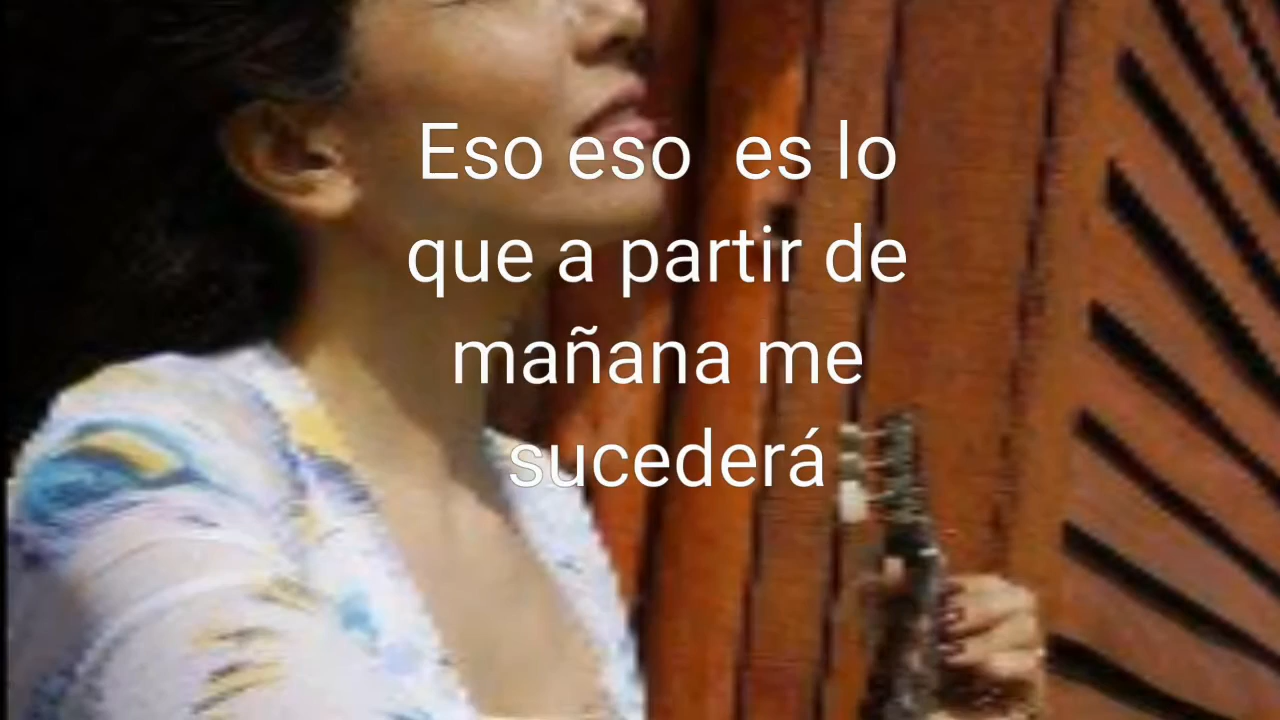 Eso eso  es lo
que a partir de
mañana me
sucederá